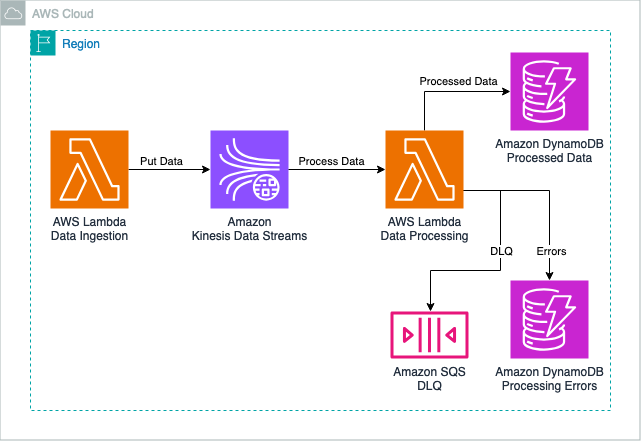 AWS Cloud
Region
Processed Data
Amazon DynamoDB
Processed Data
Put Data
Process Data
AWS Lambda
Data Ingestion
Amazon
Kinesis Data Streams
AWS Lambda
Data Processing
DLQ
Errors
Amazon SQS
DLQ
Amazon DynamoDB
Processing Errors